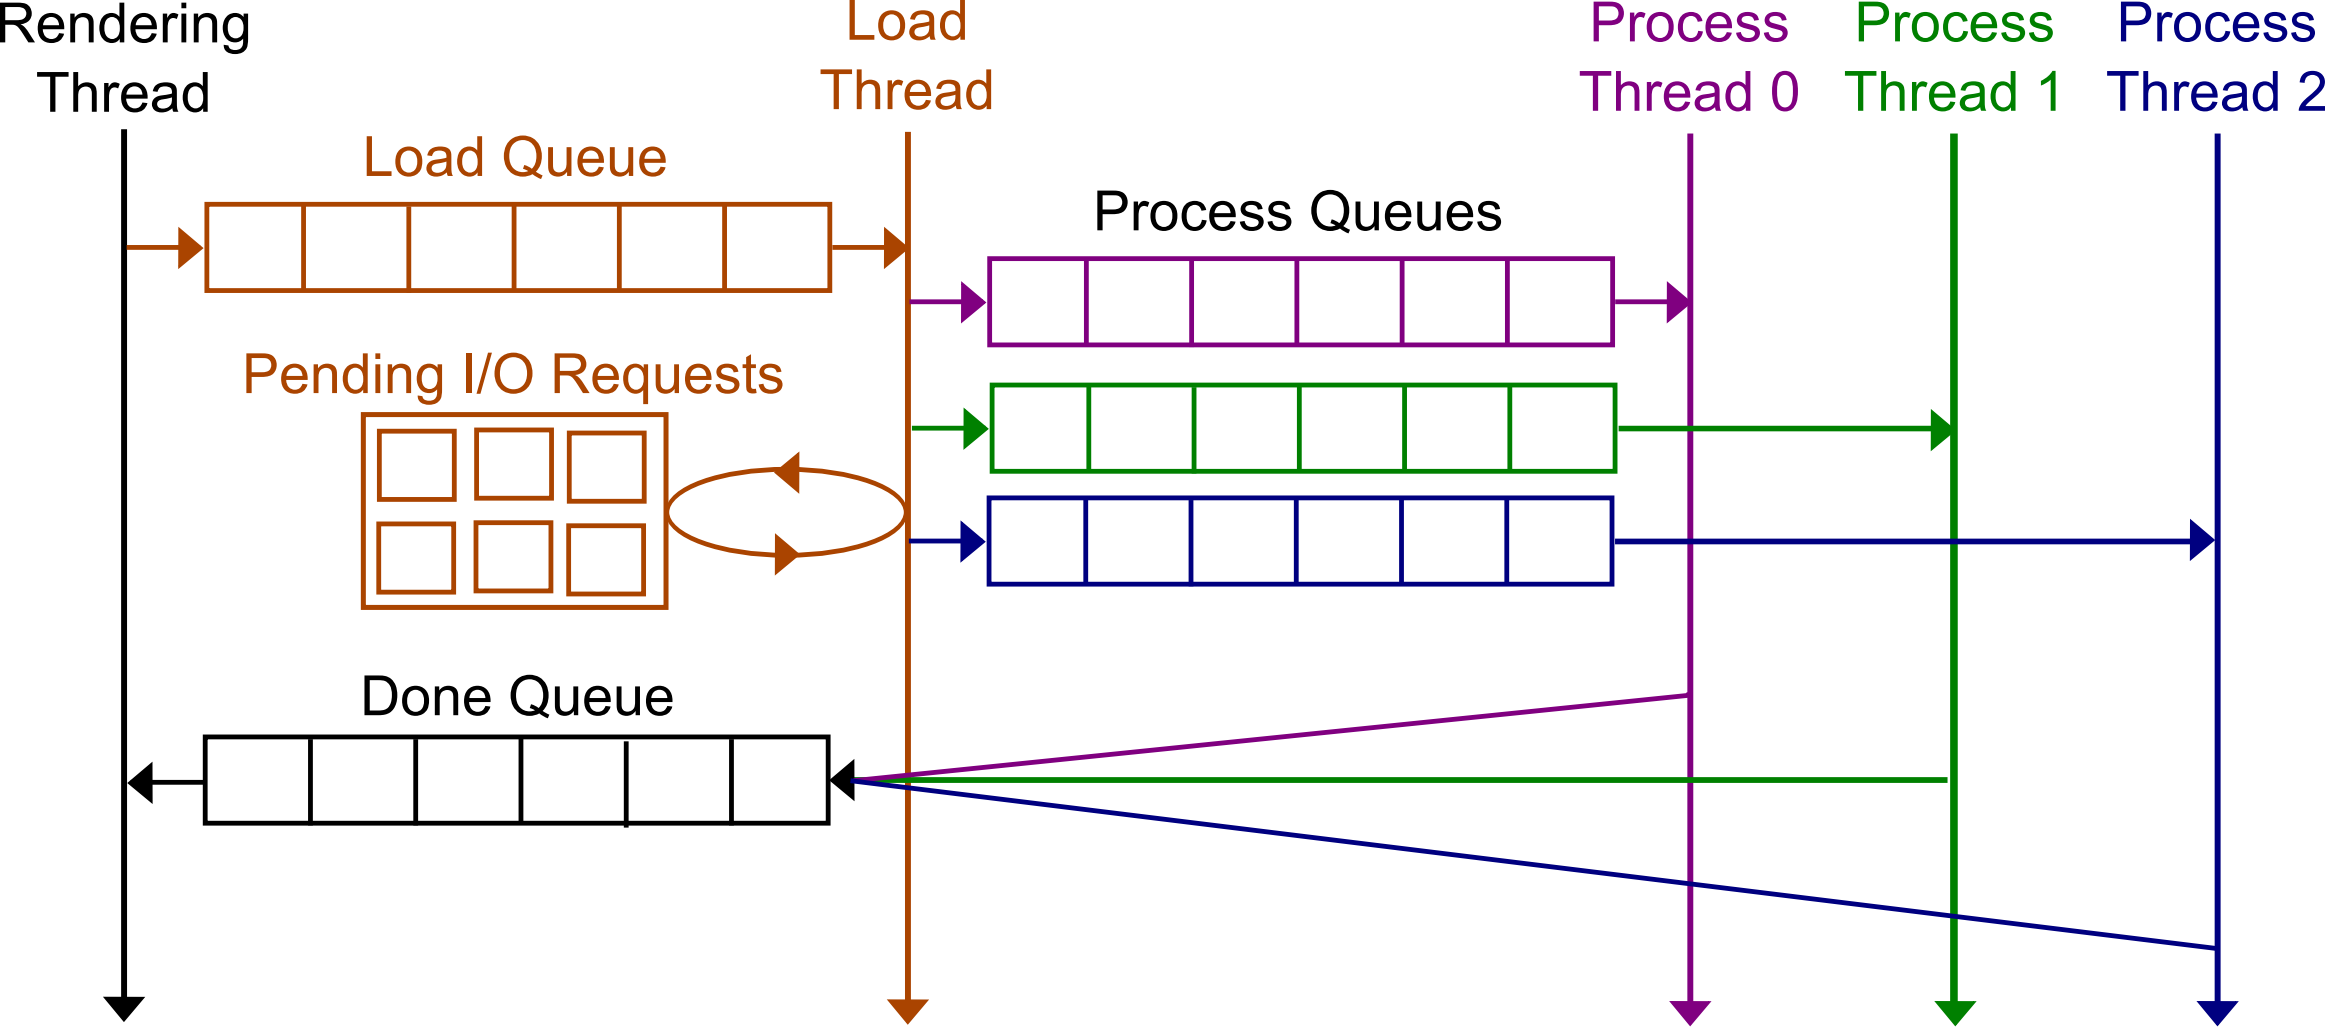 Rendering
Thread
Load
Thread
Process
Thread 0
Process
Thread 1
Process
Thread 2
Load Queue
Process Queues
Pending I/O Requests
Done Queue